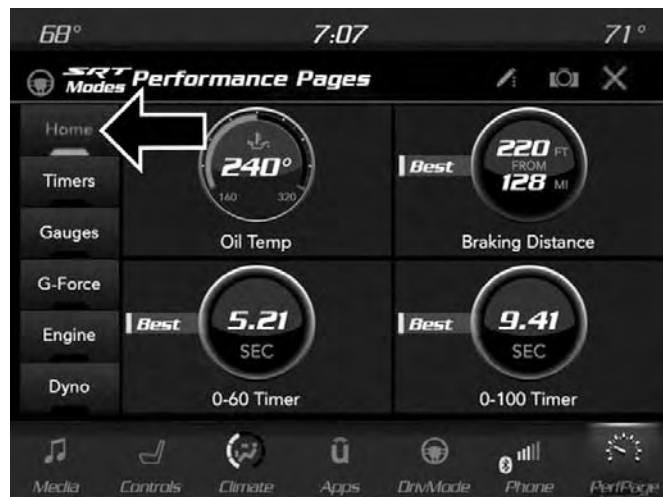 68° 7:07 71°
SRT Modes Performance Pages
Home
Timers
Gauges
G-Force
Engine
Dyno
240°
160 320
Oil Temp
Best 220 FT
FROM
128 MI
Braking Distance
Best 5.21
SEC
0-60 Timer
Best 9.41
SEC
0-100 Timer
Media Controls Climate Apps DrivMode Phone PerfPage